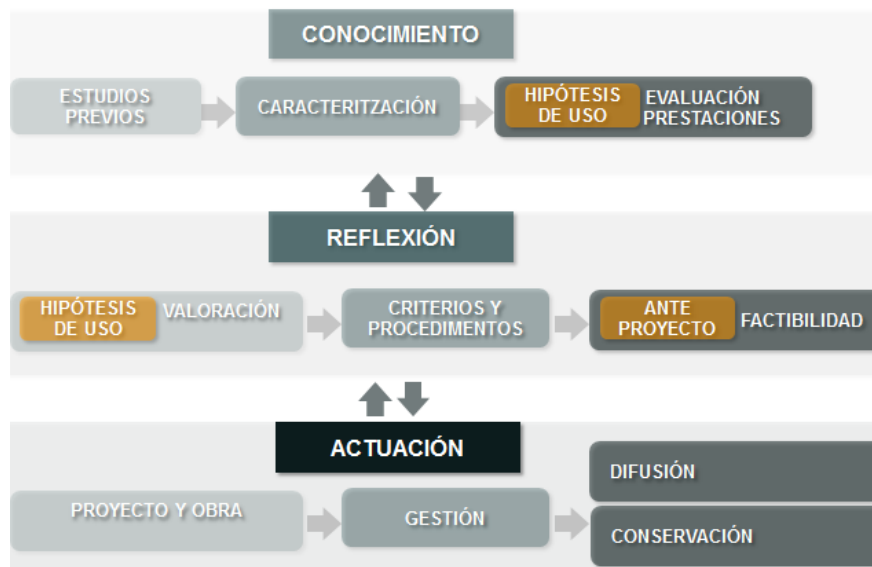 CONOCIMIENTO
ESTUDIOS
PREVIOS
CARACTERITZACIÓN
HIPÓTESIS
DE USO
EVALUACIÓN
PRESTACIONES
REFLEXIÓN
HIPÓTESIS
DE USO
VALORACIÓN
CRITERIOS Y
PROCEDIMENTOS
ANTE
PROYECTO
FACTIBILIDAD
ACTUACIÓN
PROYECTO Y OBRA
GESTIÓN
DIFUSIÓN
CONSERVACIÓN